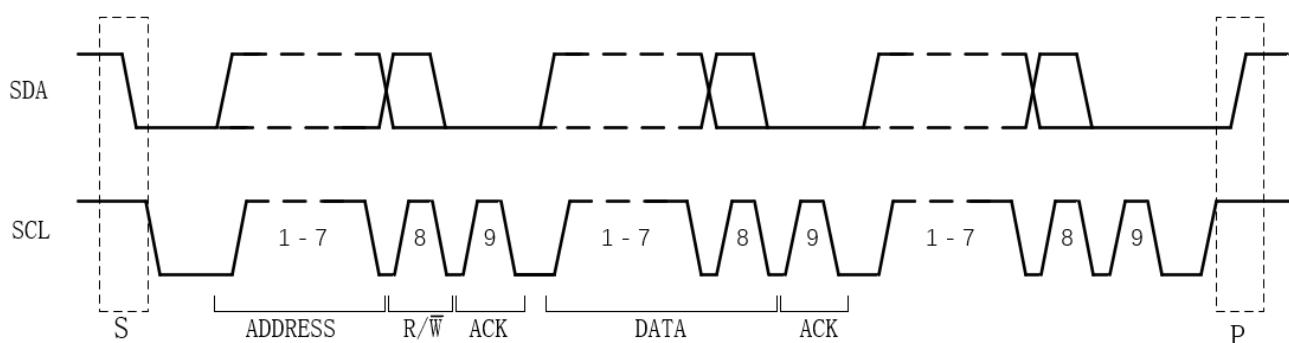 SDA
SCL
1-7 8 9 1-7 8 9 1-7 8 9
S ADDRESS R/W̅ ACK DATA ACK P